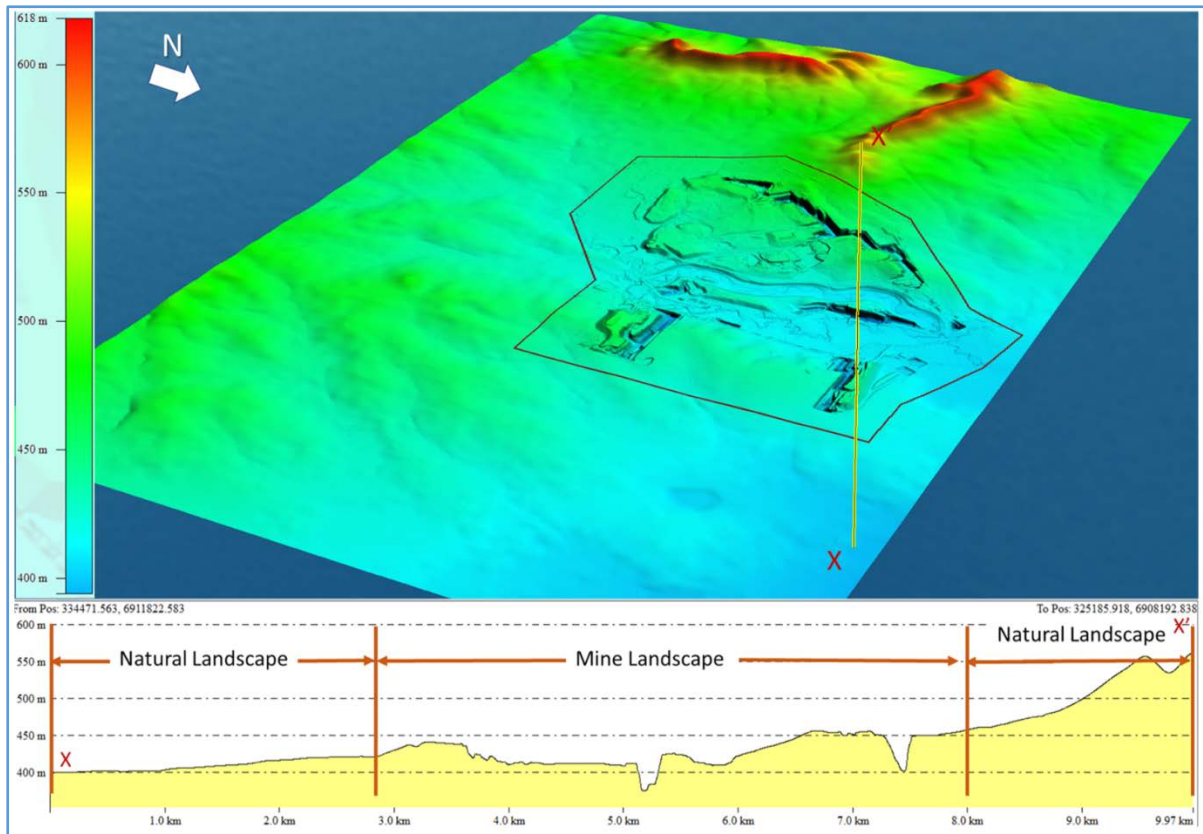 618 m
600 m
550 m
500 m
450 m
400 m
N
X'
X
From Pos: 334471.563, 6911822.583
To Pos: 325185.918, 6908192.838
600 m
550 m
500 m
450 m
400 m
Natural Landscape
Mine Landscape
Natural Landscape
X'
X
1.0 km
2.0 km
3.0 km
4.0 km
5.0 km
6.0 km
7.0 km
8.0 km
9.0 km
9.97 km